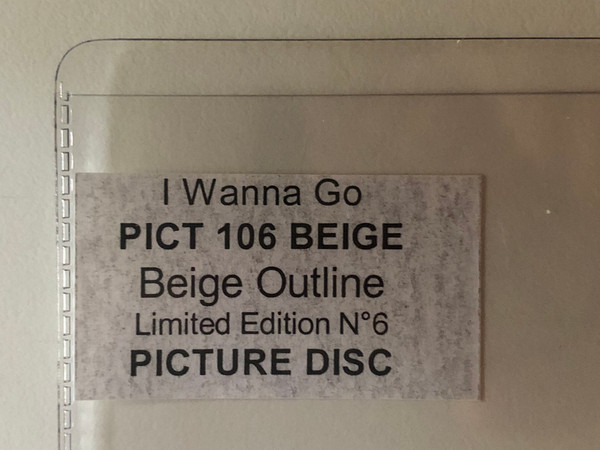 I Wanna Go
PICT 106 BEIGE
Beige Outline
Limited Edition N°6
PICTURE DISC